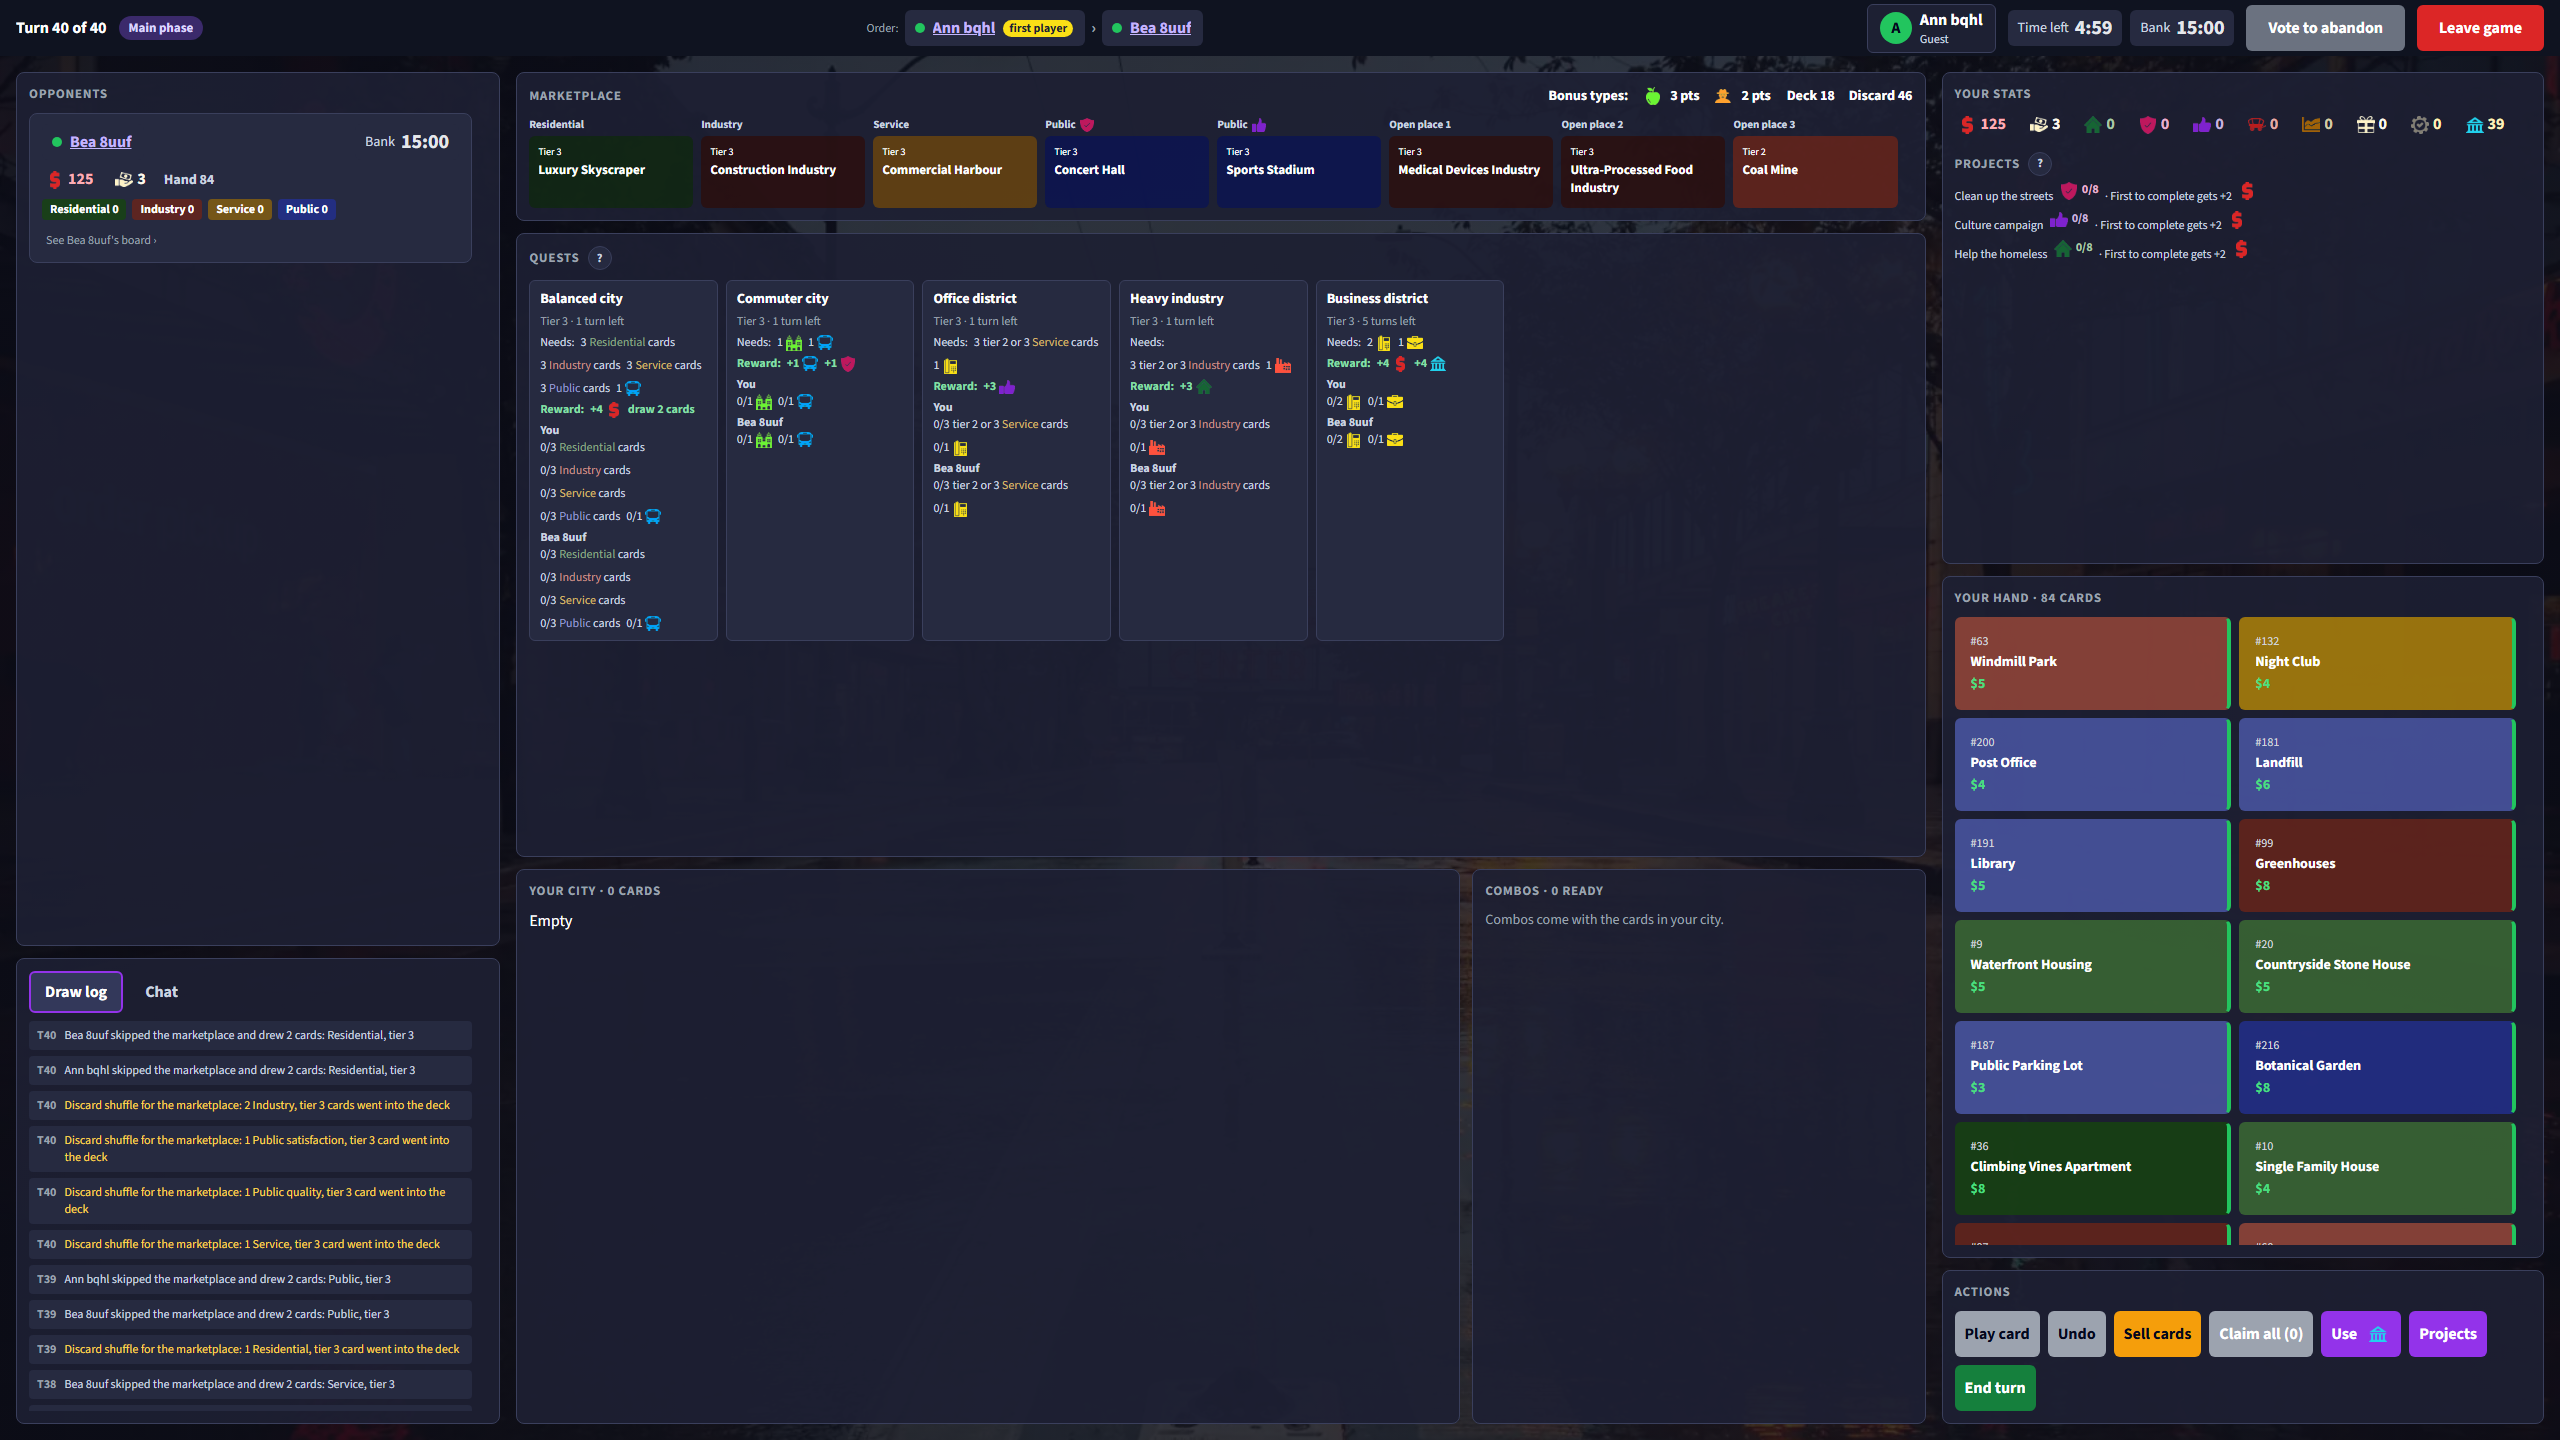 Turn 40 of 40 Main phase
Order: Ann bqhl first player › Bea 8uuf
A Ann bqhl
Guest
Time left 4:59
Bank 15:00
Vote to abandon
Leave game
OPPONENTS
Bea 8uuf Bank 15:00
125 3 Hand 84
Residential 0 Industry 0 Service 0 Public 0
See Bea 8uuf's board ›
MARKETPLACE
Bonus types: 3 pts 2 pts Deck 18 Discard 46
Residential
Tier 3
Luxury Skyscraper
Industry
Tier 3
Construction Industry
Service
Tier 3
Commercial Harbour
Public
Tier 3
Concert Hall
Public
Tier 3
Sports Stadium
Open place 1
Tier 3
Medical Devices Industry
Open place 2
Tier 3
Ultra-Processed Food
Industry
Open place 3
Tier 2
Coal Mine
QUESTS ?
Balanced city
Tier 3 · 1 turn left
Needs: 3 Residential cards
3 Industry cards 3 Service cards
3 Public cards 1
Reward: +4 draw 2 cards
You
0/3 Residential cards
0/3 Industry cards
0/3 Service cards
0/3 Public cards 0/1
Bea 8uuf
0/3 Residential cards
0/3 Industry cards
0/3 Service cards
0/3 Public cards 0/1
Commuter city
Tier 3 · 1 turn left
Needs: 1 1
Reward: +1 +1
You
0/1 0/1
Bea 8uuf
0/1 0/1
Office district
Tier 3 · 1 turn left
Needs: 3 tier 2 or 3 Service cards
1
Reward: +3
You
0/3 tier 2 or 3 Service cards
0/1
Bea 8uuf
0/3 tier 2 or 3 Service cards
0/1
Heavy industry
Tier 3 · 1 turn left
Needs:
3 tier 2 or 3 Industry cards 1
Reward: +3
You
0/3 tier 2 or 3 Industry cards
0/1
Bea 8uuf
0/3 tier 2 or 3 Industry cards
0/1
Business district
Tier 3 · 5 turns left
Needs: 2 1
Reward: +4 +4
You
0/2 0/1
Bea 8uuf
0/2 0/1
YOUR STATS
125 3 0 0 0 0 0 0 0 39
PROJECTS ?
Clean up the streets 0/8 · First to complete gets +2
Culture campaign 0/8 · First to complete gets +2
Help the homeless 0/8 · First to complete gets +2
YOUR HAND · 84 CARDS
#63
Windmill Park
$5
#132
Night Club
$4
#200
Post Office
$4
#181
Landfill
$6
#191
Library
$5
#99
Greenhouses
$8
#9
Waterfront Housing
$5
#20
Countryside Stone House
$5
#187
Public Parking Lot
$3
#216
Botanical Garden
$8
#36
Climbing Vines Apartment
$8
#10
Single Family House
$4
YOUR CITY · 0 CARDS
Empty
COMBOS · 0 READY
Combos come with the cards in your city.
Draw log Chat
T40 Bea 8uuf skipped the marketplace and drew 2 cards: Residential, tier 3
T40 Ann bqhl skipped the marketplace and drew 2 cards: Residential, tier 3
T40 Discard shuffle for the marketplace: 2 Industry, tier 3 cards went into the deck
T40 Discard shuffle for the marketplace: 1 Public satisfaction, tier 3 card went into
the deck
T40 Discard shuffle for the marketplace: 1 Public quality, tier 3 card went into the
deck
T40 Discard shuffle for the marketplace: 1 Service, tier 3 card went into the deck
T39 Ann bqhl skipped the marketplace and drew 2 cards: Public, tier 3
T39 Bea 8uuf skipped the marketplace and drew 2 cards: Public, tier 3
T39 Discard shuffle for the marketplace: 1 Residential, tier 3 card went into the deck
T38 Bea 8uuf skipped the marketplace and drew 2 cards: Service, tier 3
ACTIONS
Play card Undo Sell cards Claim all (0) Use Projects
End turn